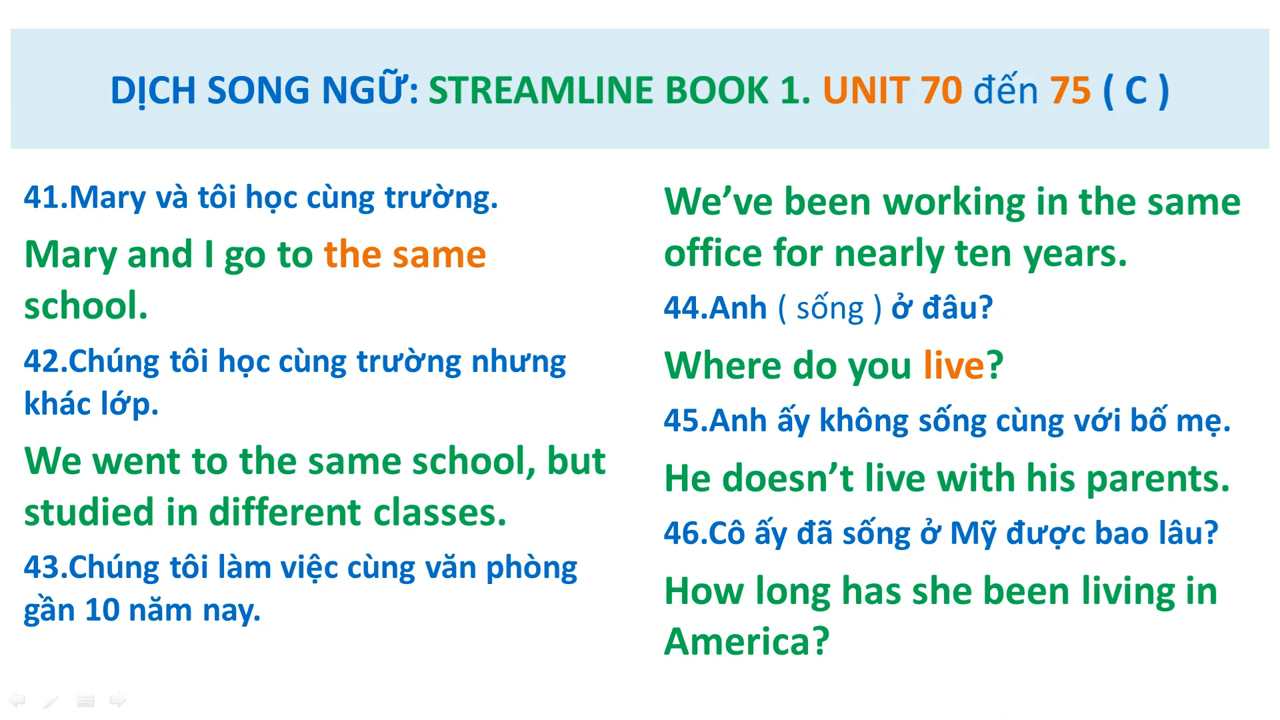 DỊCH SONG NGỮ: STREAMLINE BOOK 1. UNIT 70 đến 75 ( C )
41.Mary và tôi học cùng trường.
Mary and I go to the same
school.
42.Chúng tôi học cùng trường nhưng
khác lớp.
We went to the same school, but
studied in different classes.
43.Chúng tôi làm việc cùng văn phòng
gần 10 năm nay.
We’ve been working in the same
office for nearly ten years.
44.Anh ( sống ) ở đâu?
Where do you live?
45.Anh ấy không sống cùng với bố mẹ.
He doesn’t live with his parents.
46.Cô ấy đã sống ở Mỹ được bao lâu?
How long has she been living in
America?